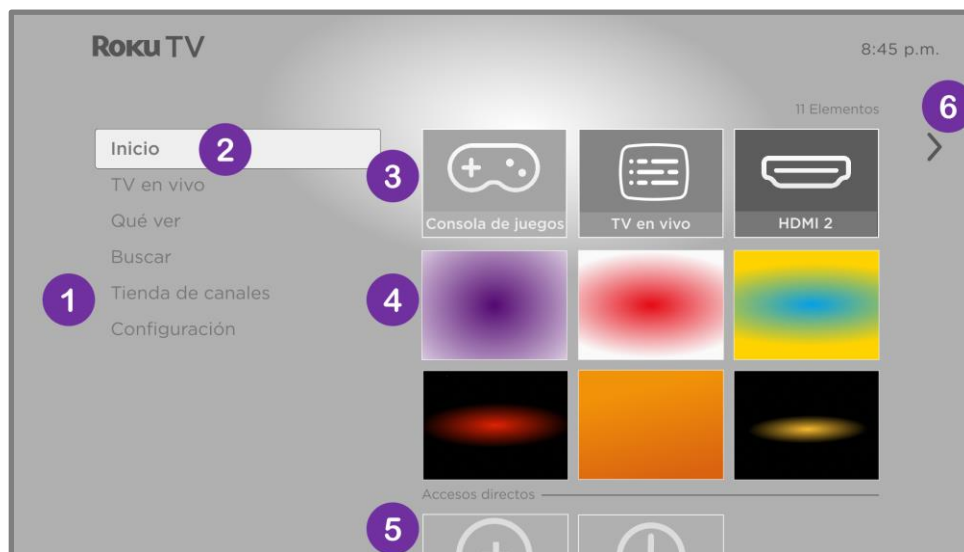 Roku TV
8:45 p.m.
11 Elementos
6
Inicio
2
TV en vivo
Qué ver
Buscar
Tienda de canales
Configuración
1
3
Consola de juegos
TV en vivo
HDMI 2
4
Accesos directos
5